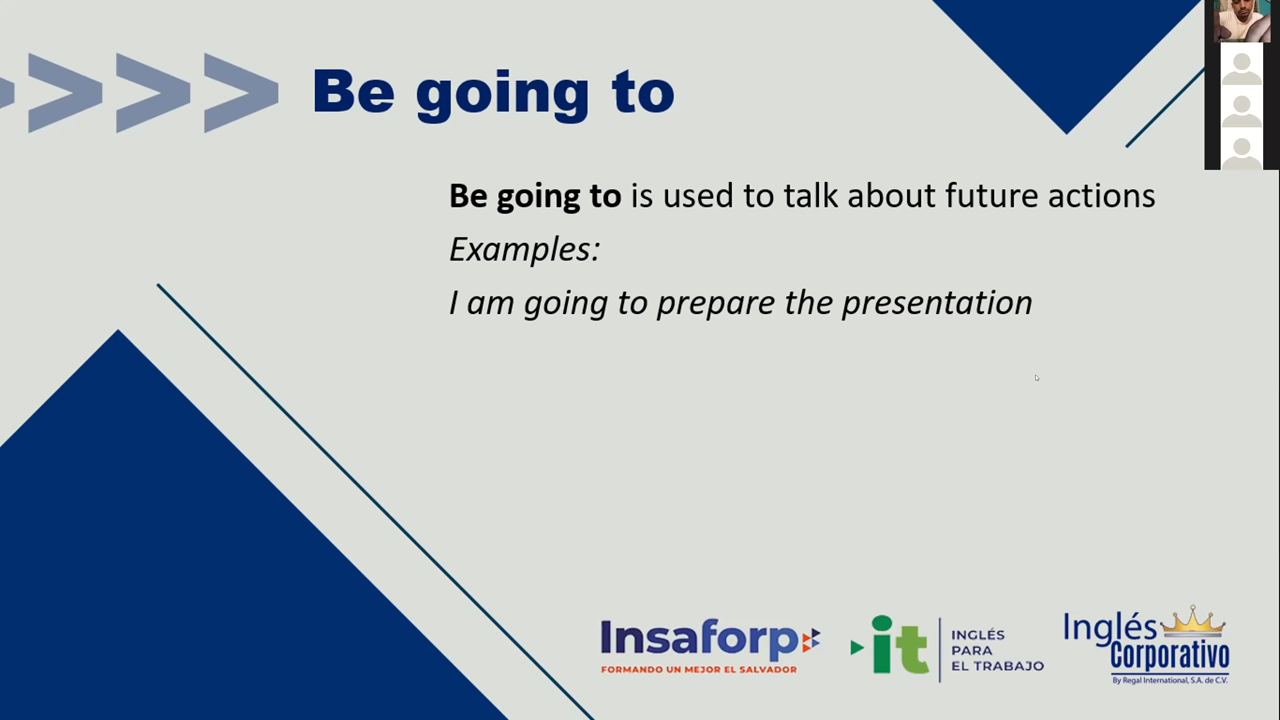 Be going to
Be going to is used to talk about future actions
Examples:
I am going to prepare the presentation
Insaforp
FORMANDO UN MEJOR EL SALVADOR
it
INGLÉS
PARA
EL TRABAJO
Inglés
Corporativo
By Regal International, S.A. de C.V.